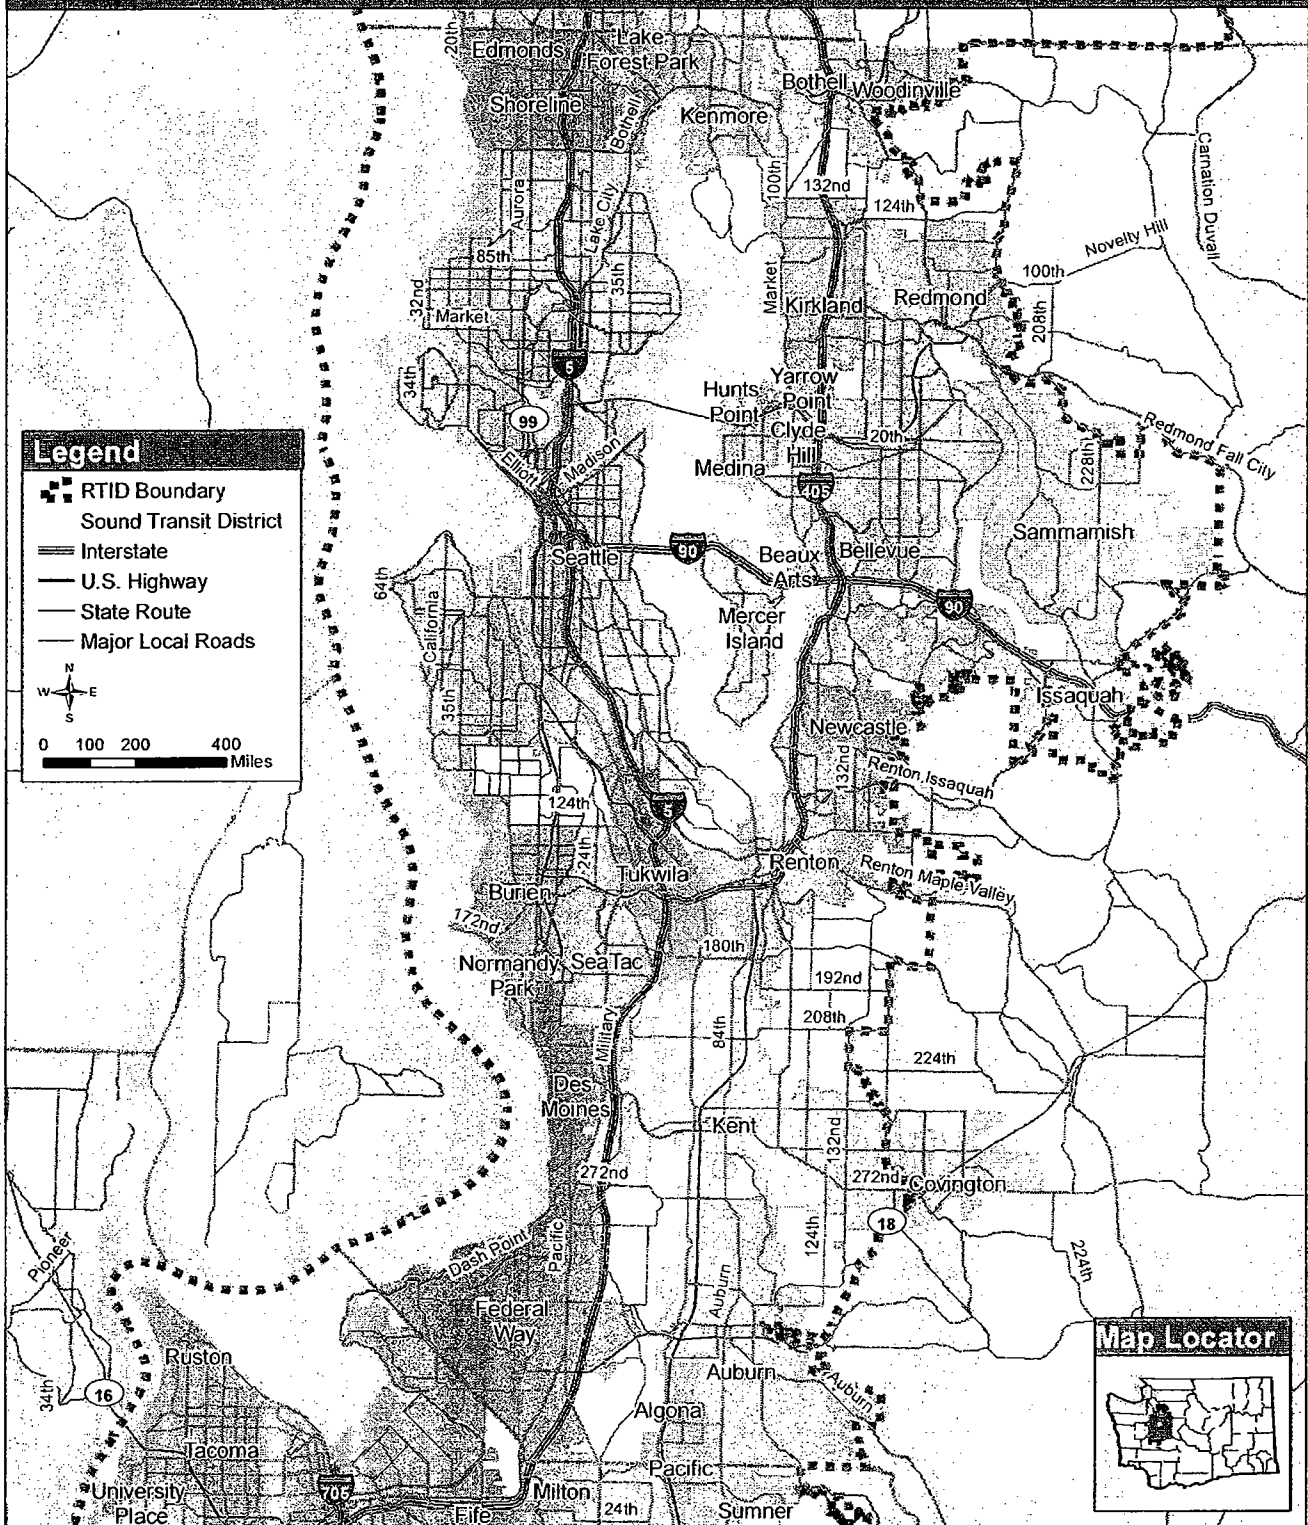 20th
Edmonds
Lake
Forest Park
Bothell
Woodinville
Shoreline
Bothell
Kenmore
Carnation Duvall
Aurora
Lake City
100th
132nd
124th
Novelty Hill
85th
35th
100th
32nd
Market
Market
Kirkland
Redmond
208th
5
34th
Hunts
Point
Yarrow
Point
99
Clyde
Hill
20th
Redmond Fall City
Legend
RTID Boundary
Sound Transit District
Interstate
U.S. Highway
State Route
Major Local Roads
N
W
E
S
0 100 200 400
Miles
Elliott
Madison
Medina
405
228th
Sammamish
Seattle
90
Beaux
Arts
Bellevue
64th
California
Mercer
Island
90
35th
Issaquah
Newcastle
132nd
Renton Issaquah
124th
5
24th
Tukwila
Renton
Renton Maple Valley
Burien
172nd
180th
Normandy
Park
SeaTac
192nd
Military
84th
208th
224th
Des
Moines
Kent
132nd
272nd
272nd
Covington
18
Pioneer
Dash Point
Pacific
124th
224th
Auburn
Federal
Way
Map Locator
Ruston
34th
16
Auburn
Auburn
Algona
Tacoma
Pacific
705
University
Place
Fife
Milton
24th
Sumner